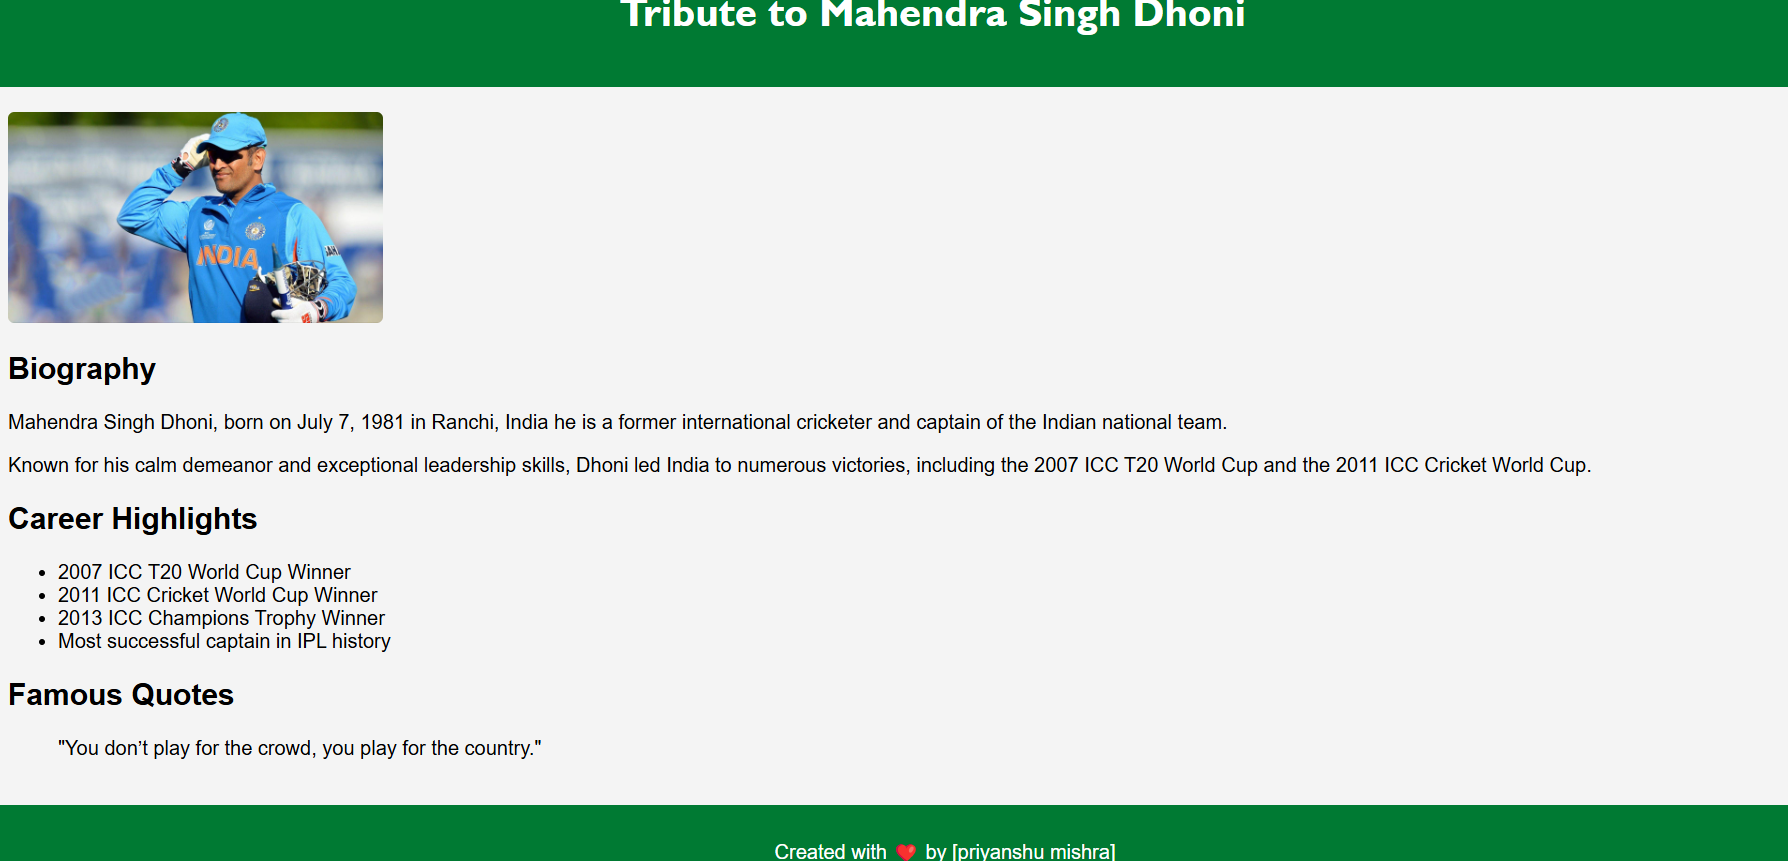 Tribute to Mahendra Singh Dhoni
INDIA
Biography
Mahendra Singh Dhoni, born on July 7, 1981 in Ranchi, India he is a former international cricketer and captain of the Indian national team.
Known for his calm demeanor and exceptional leadership skills, Dhoni led India to numerous victories, including the 2007 ICC T20 World Cup and the 2011 ICC Cricket World Cup.
Career Highlights
• 2007 ICC T20 World Cup Winner
• 2011 ICC Cricket World Cup Winner
• 2013 ICC Champions Trophy Winner
• Most successful captain in IPL history
Famous Quotes
"You don’t play for the crowd, you play for the country."
Created with ❤️ by [priyanshu mishra]